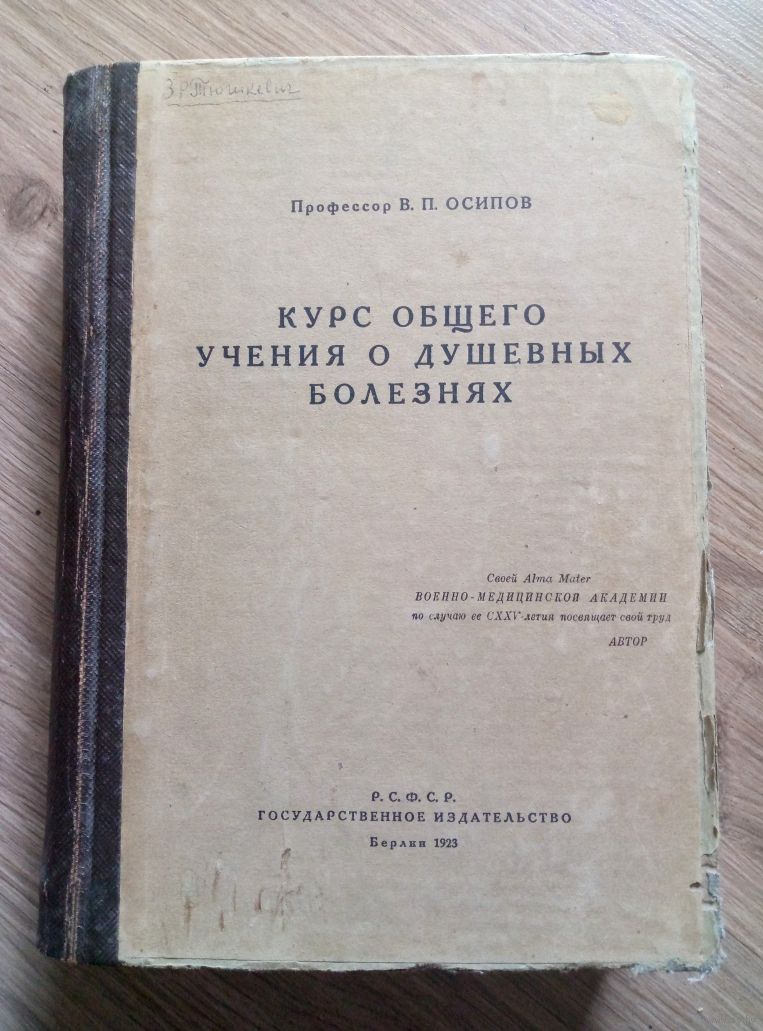 З. Р. Тюшкевич
Профессор В. П. ОСИПОВ
КУРС ОБЩЕГО
УЧЕНИЯ О ДУШЕВНЫХ
БОЛЕЗНЯХ
Своей Alma Mater
ВОЕННО-МЕДИЦИНСКОЙ АКАДЕМИИ
по случаю ее CXXV-летия посвящает свой труд
АВТОР
Р. С. Ф. С. Р.
ГОСУДАРСТВЕННОЕ ИЗДАТЕЛЬСТВО
Берлин 1923